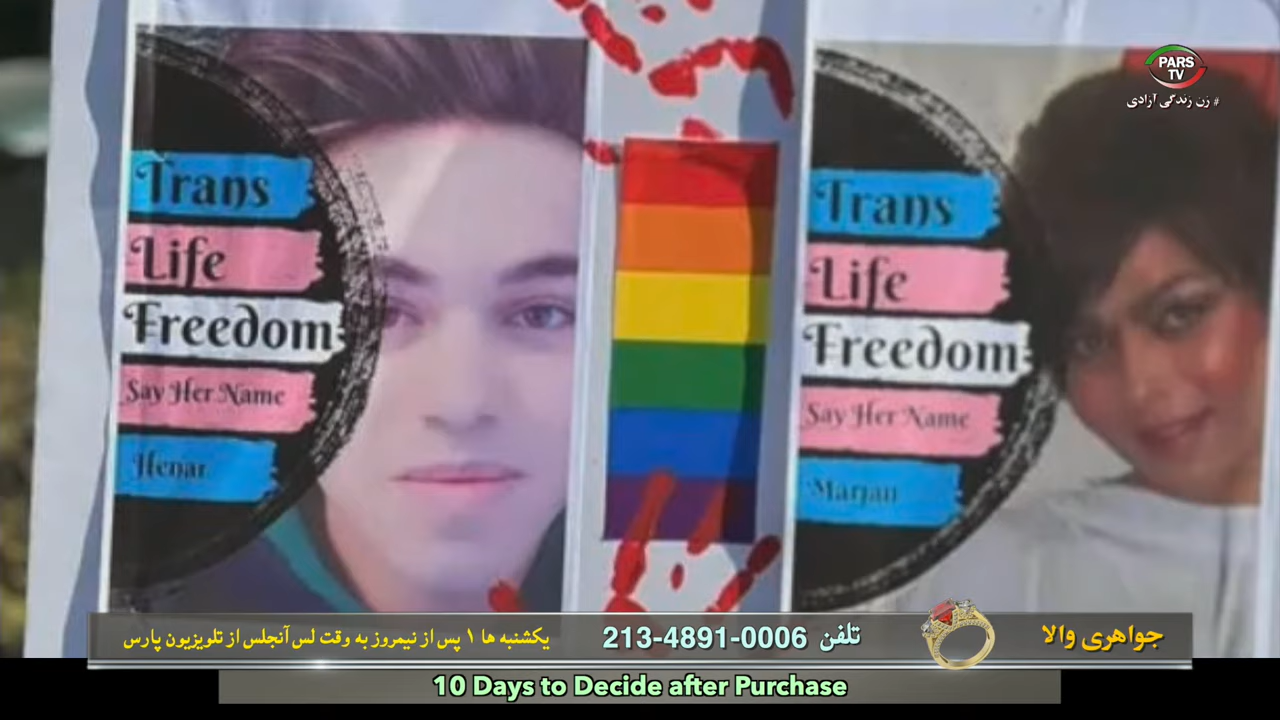 PARS
TV
# زن زندگی آزادی
Trans
Life
Freedom
Say Her Name
Henar
Trans
Life
Freedom
Say Her Name
Marjan
جواهری والا
تلفن 213-4891-0006
یکشنبه ها ۱ پس از نیمروز به وقت لس آنجلس از تلویزیون پارس
10 Days to Decide after Purchase